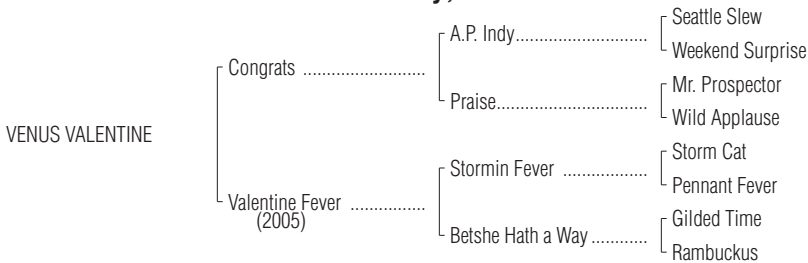 Seattle Slew
A.P. Indy
Weekend Surprise
Congrats
Mr. Prospector
Praise
Wild Applause
VENUS VALENTINE
Storm Cat
Stormin Fever
Pennant Fever
Valentine Fever
(2005)
Gilded Time
Betshe Hath a Way
Rambuckus